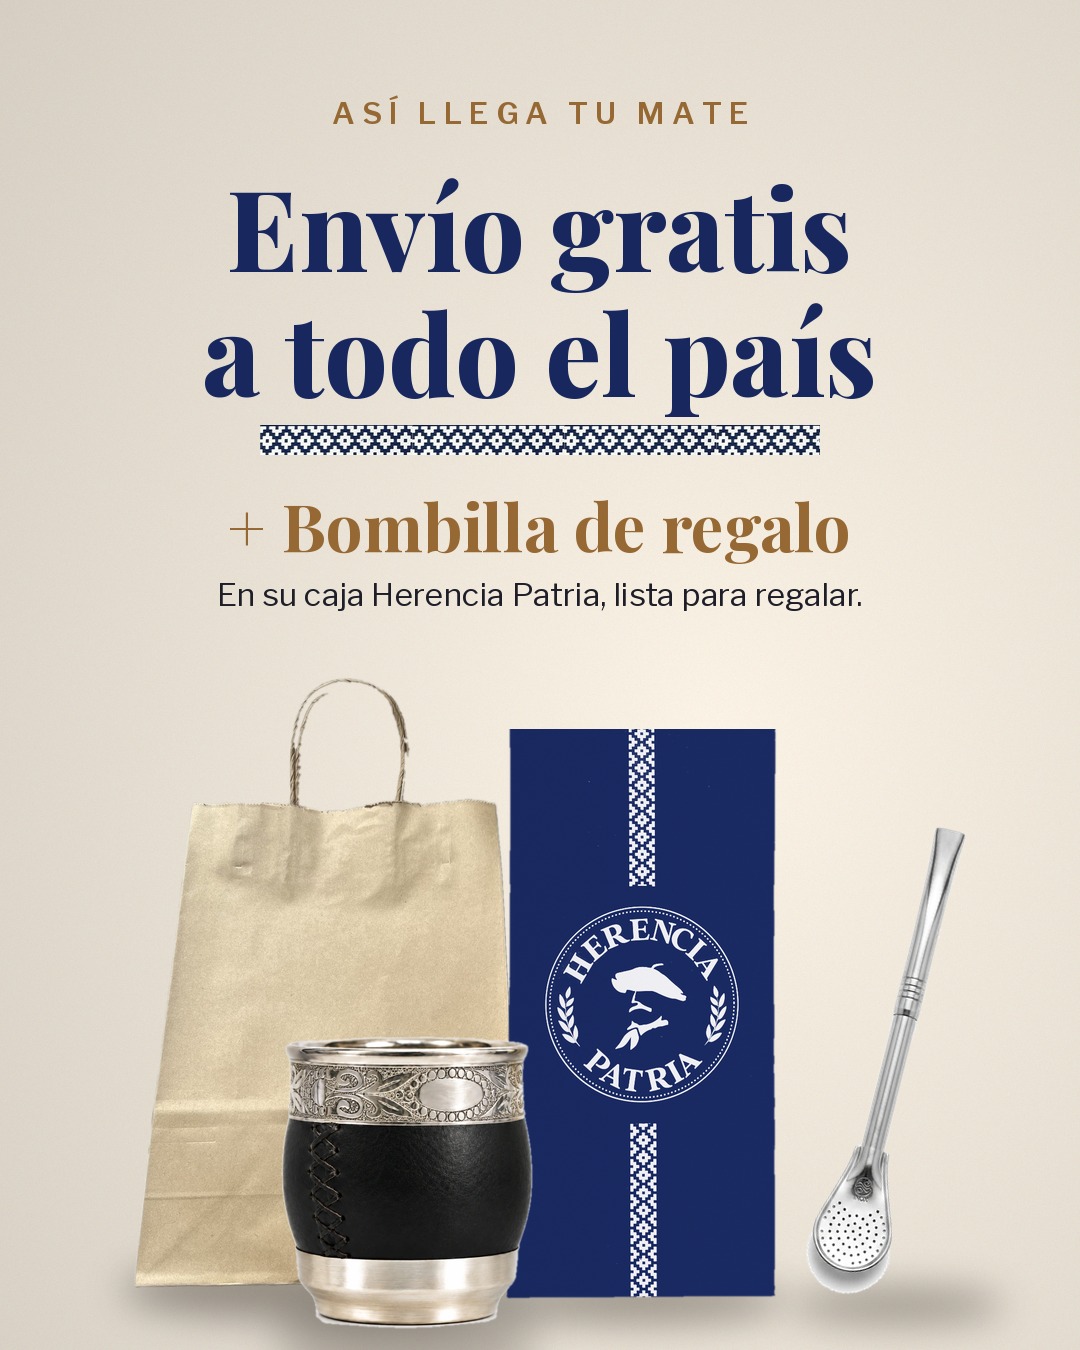 ASÍ LLEGA TU MATE
Envío gratis
a todo el país
+ Bombilla de regalo
En su caja Herencia Patria, lista para regalar.
HERENCIA
PATRIA